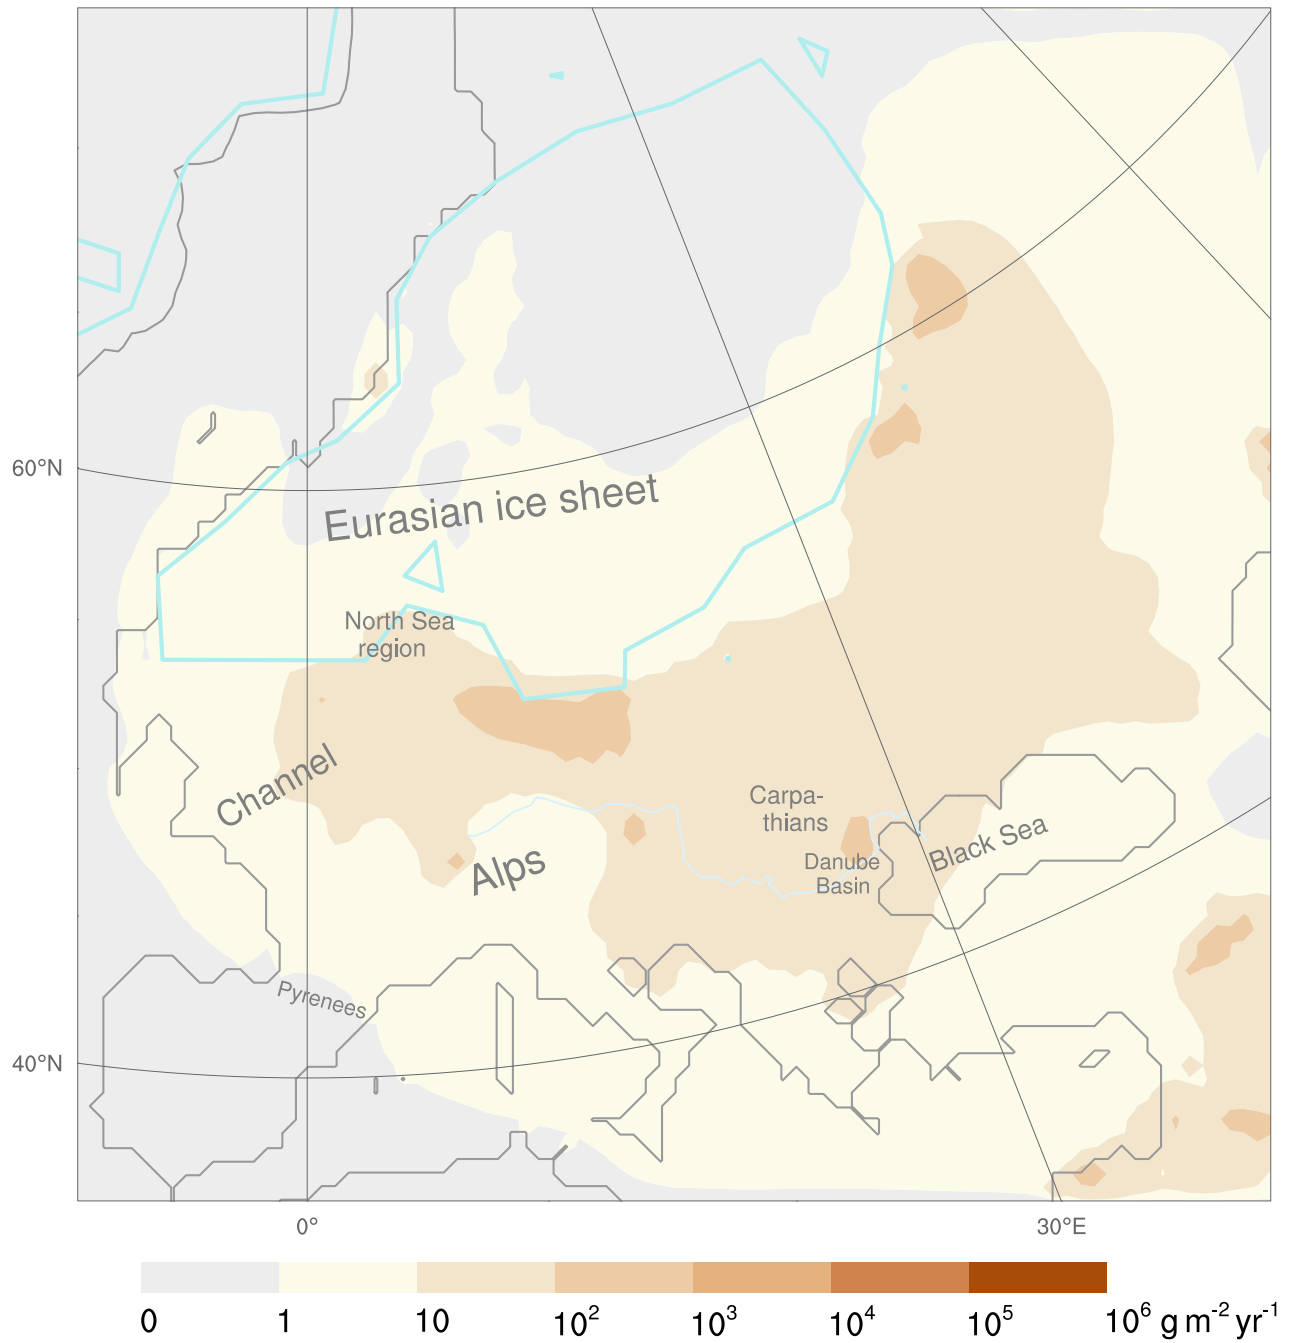 60°N
Eurasian ice sheet
North Sea
region
Channel
Carpa-
thians
Black Sea
Alps
Danube
Basin
Pyrenees
40°N
0°
30°E
0 1 10 10² 10³ 10⁴ 10⁵ 10⁶ g m⁻² yr⁻¹